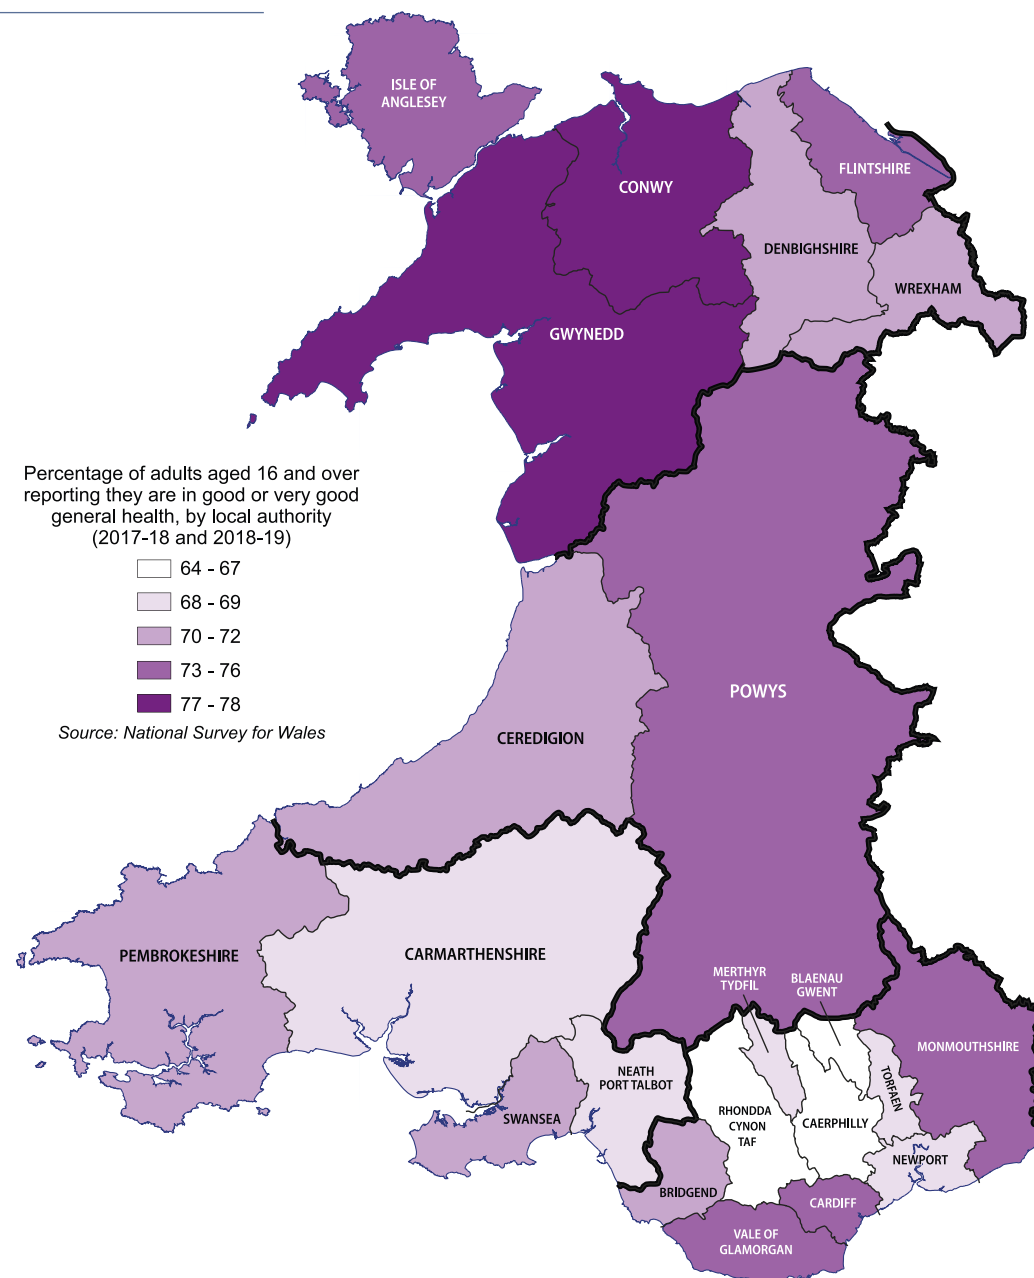 ISLE OF
ANGLESEY
CONWY
FLINTSHIRE
DENBIGHSHIRE
WREXHAM
GWYNEDD
Percentage of adults aged 16 and over
reporting they are in good or very good
general health, by local authority
(2017-18 and 2018-19)
64 - 67
68 - 69
70 - 72
73 - 76
77 - 78
Source: National Survey for Wales
POWYS
CEREDIGION
PEMBROKESHIRE
CARMARTHENSHIRE
MERTHYR
TYDFIL
BLAENAU
GWENT
MONMOUTHSHIRE
NEATH
PORT TALBOT
TORFAEN
SWANSEA
RHONDDA
CYNON
TAF
CAERPHILLY
NEWPORT
BRIDGEND
CARDIFF
VALE OF
GLAMORGAN